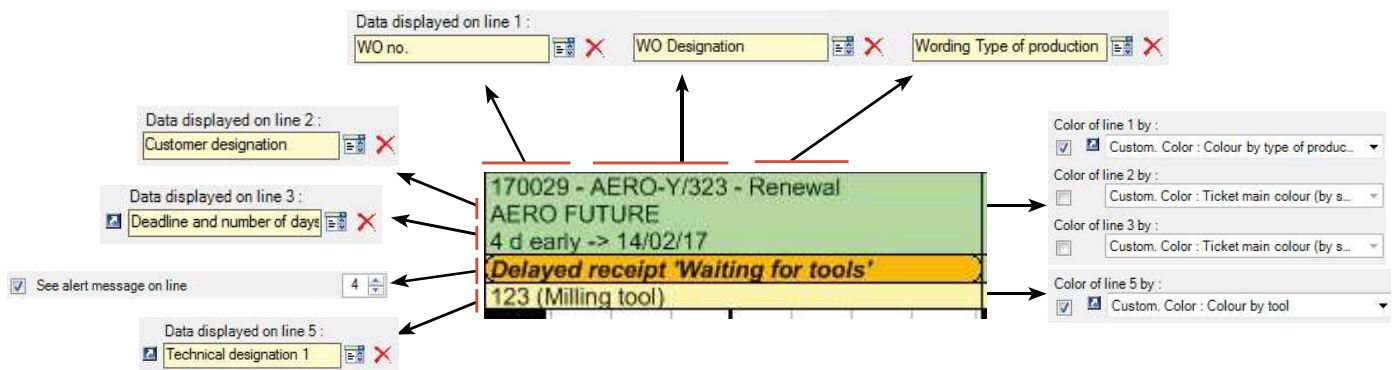 Data displayed on line 1 :
WO no.
WO Designation
Wording Type of production
Data displayed on line 2 :
Customer designation
Data displayed on line 3 :
Deadline and number of days
See alert message on line
4
Data displayed on line 5 :
Technical designation 1
170029 - AERO-Y/323 - Renewal
AERO FUTURE
4 d early -> 14/02/17
Delayed receipt 'Waiting for tools'
123 (Milling tool)
Color of line 1 by :
Custom. Color : Colour by type of produc...
Color of line 2 by :
Custom. Color : Ticket main colour (by s...
Color of line 3 by :
Custom. Color : Ticket main colour (by s...
Color of line 5 by :
Custom. Color : Colour by tool